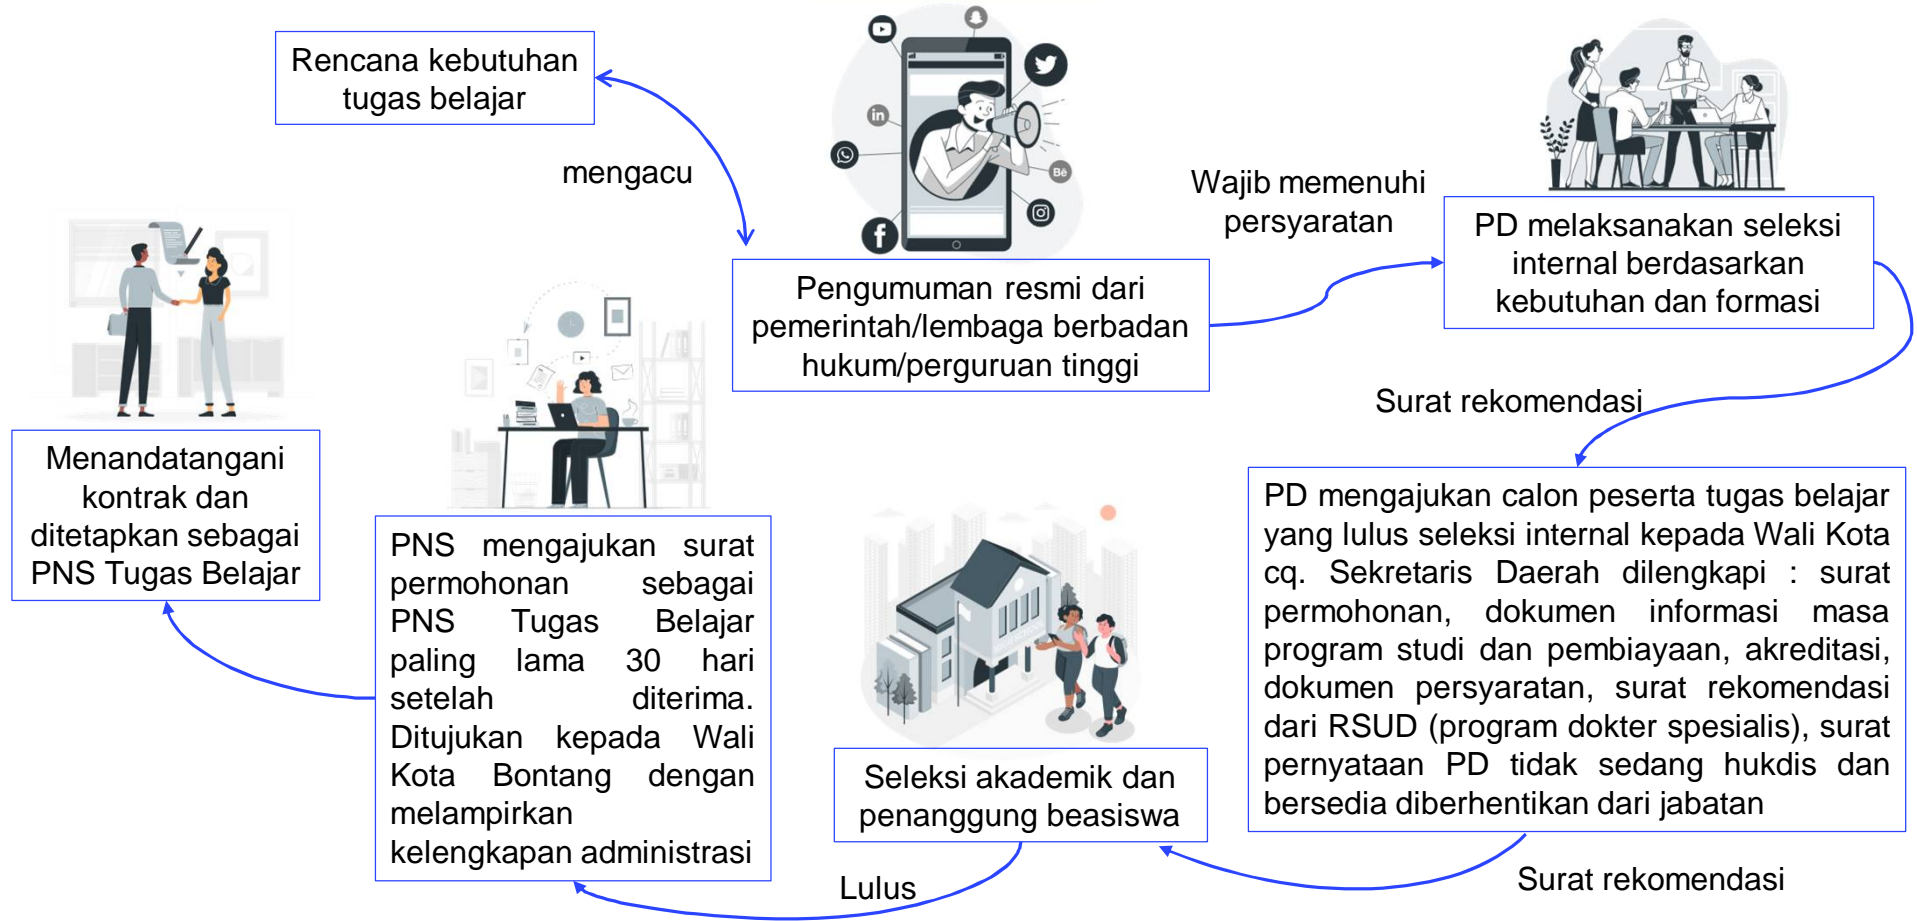 Rencana kebutuhan
tugas belajar
mengacu
in
Bē
f
Pengumuman resmi dari
pemerintah/lembaga berbadan
hukum/perguruan tinggi
Wajib memenuhi
persyaratan
PD melaksanakan seleksi
internal berdasarkan
kebutuhan dan formasi
Surat rekomendasi
PD mengajukan calon peserta tugas belajar
yang lulus seleksi internal kepada Wali Kota
cq. Sekretaris Daerah dilengkapi : surat
permohonan, dokumen informasi masa
program studi dan pembiayaan, akreditasi,
dokumen persyaratan, surat rekomendasi
dari RSUD (program dokter spesialis), surat
pernyataan PD tidak sedang hukdis dan
bersedia diberhentikan dari jabatan
Surat rekomendasi
Seleksi akademik dan
penanggung beasiswa
Lulus
PNS mengajukan surat
permohonan sebagai
PNS Tugas Belajar
paling lama 30 hari
setelah diterima.
Ditujukan kepada Wali
Kota Bontang dengan
melampirkan
kelengkapan administrasi
Menandatangani
kontrak dan
ditetapkan sebagai
PNS Tugas Belajar